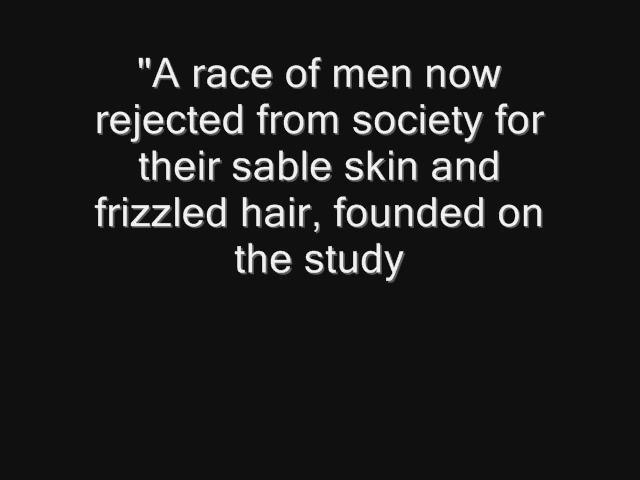 "A race of men now
rejected from society for
their sable skin and
frizzled hair, founded on
the study